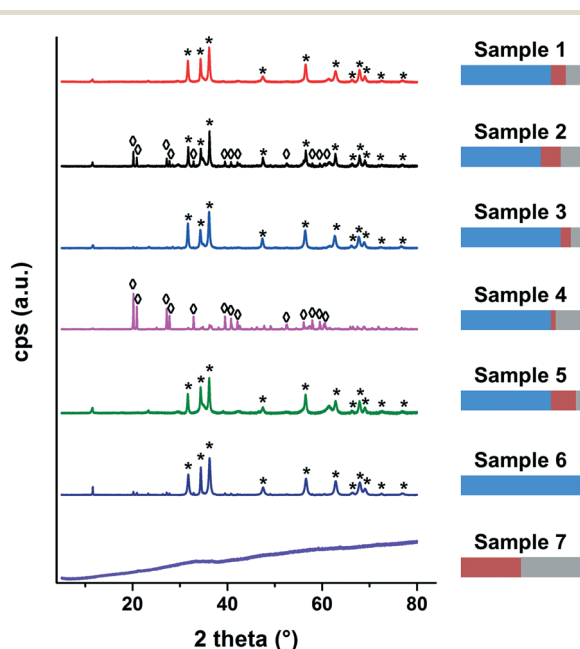 Sample 1
Sample 2
Sample 3
Sample 4
Sample 5
Sample 6
Sample 7
cps (a.u.)
20 40 60 80
2 theta (°)